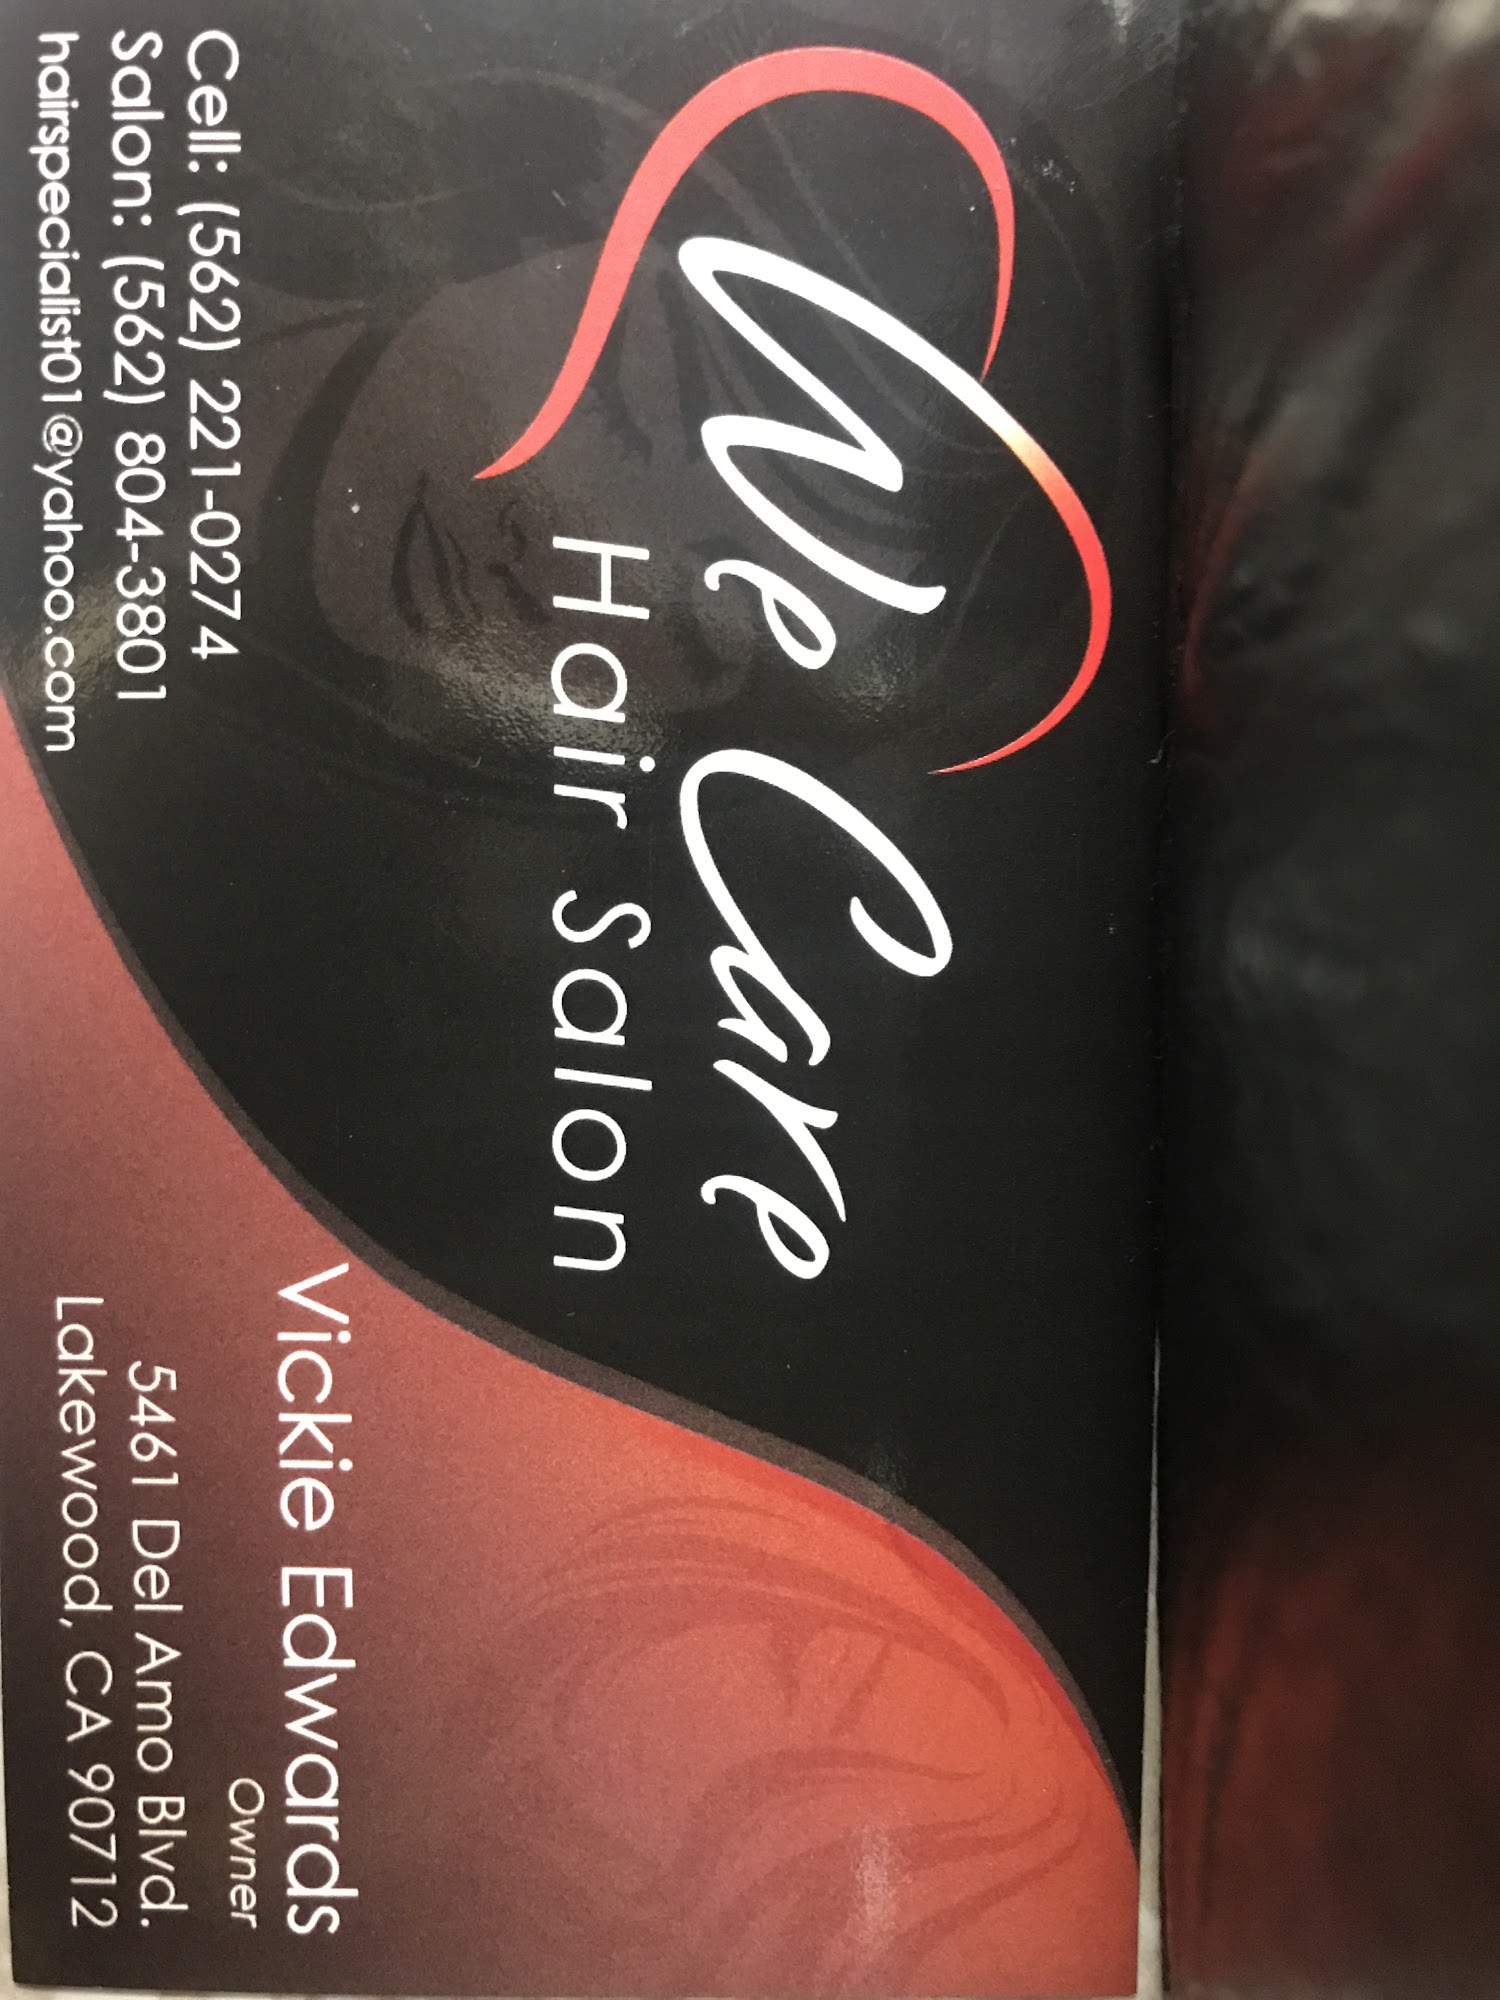 We Care
Hair Salon
Vickie Edwards
Owner
Cell: (562) 221-0274
Salon: (562) 804-3801
hairspecialist01@yahoo.com
5461 Del Amo Blvd.
Lakewood, CA 90712